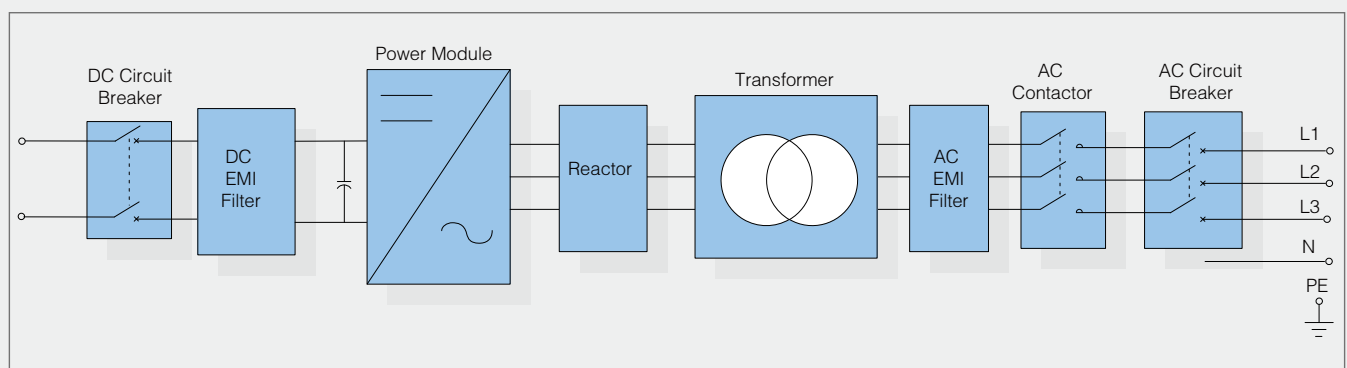 DC Circuit
Breaker
DC
EMI
Filter
Power Module
Reactor
Transformer
AC
EMI
Filter
AC
Contactor
AC Circuit
Breaker
L1
L2
L3
N
PE